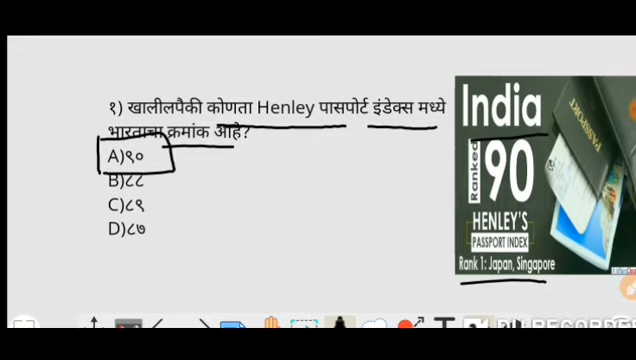 १) खालीलपैकी कोणता Henley पासपोर्ट इंडेक्स मध्ये
भारताचा क्रमांक आहे?
A)९०
B)८८
C)८९
D)८७
PASSPORT
India
Ranked
90
HENLEY'S
PASSPORT INDEX
Rank 1: Japan, Singapore